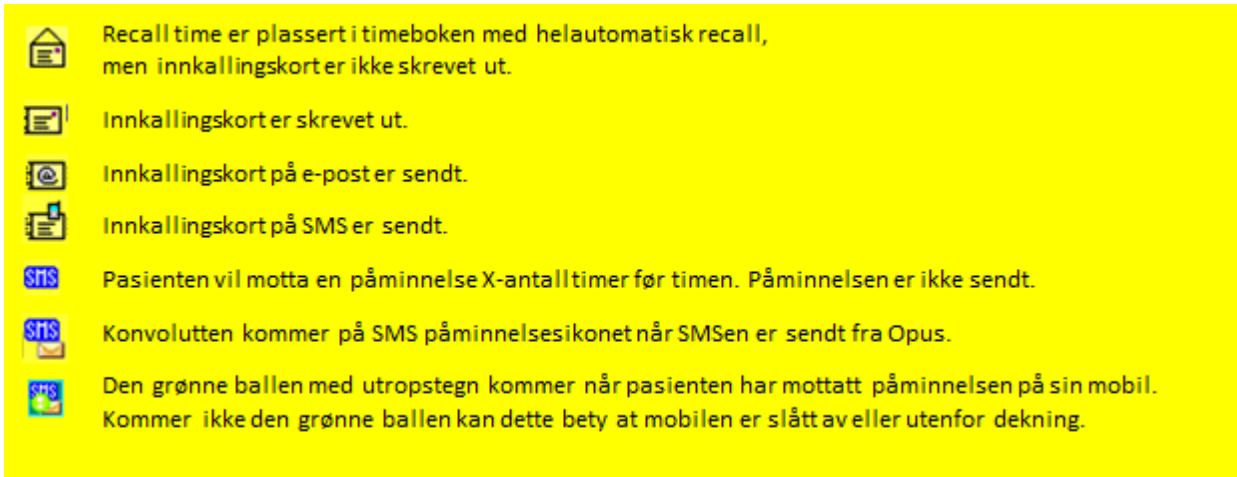 Recall time er plassert i timeboken med helautomatisk recall,
men innkallingskort er ikke skrevet ut.
Innkallingskort er skrevet ut.
Innkallingskort på e-post er sendt.
Innkallingskort på SMS er sendt.
SMS Pasienten vil motta en påminnelse X-antall timer før timen. Påminnelsen er ikke sendt.
SMS Konvolutten kommer på SMS påminnelsesikonet når SMSen er sendt fra Opus.
SMS Den grønne ballen med utropstegn kommer når pasienten har mottatt påminnelsen på sin mobil.
Kommer ikke den grønne ballen kan dette bety at mobilen er slått av eller utenfor dekning.